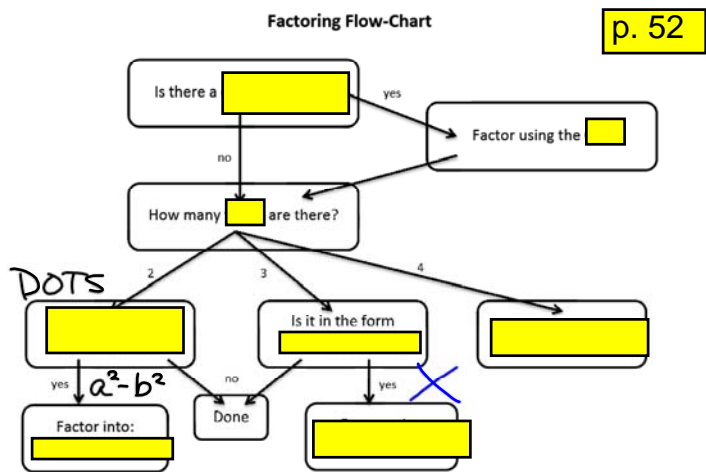 Factoring Flow-Chart
p. 52
Is there a
yes
Factor using the
no
How many are there?
2
3
4
DOTS
Is it in the form
yes
a²-b²
no
yes
Done
Factor into: